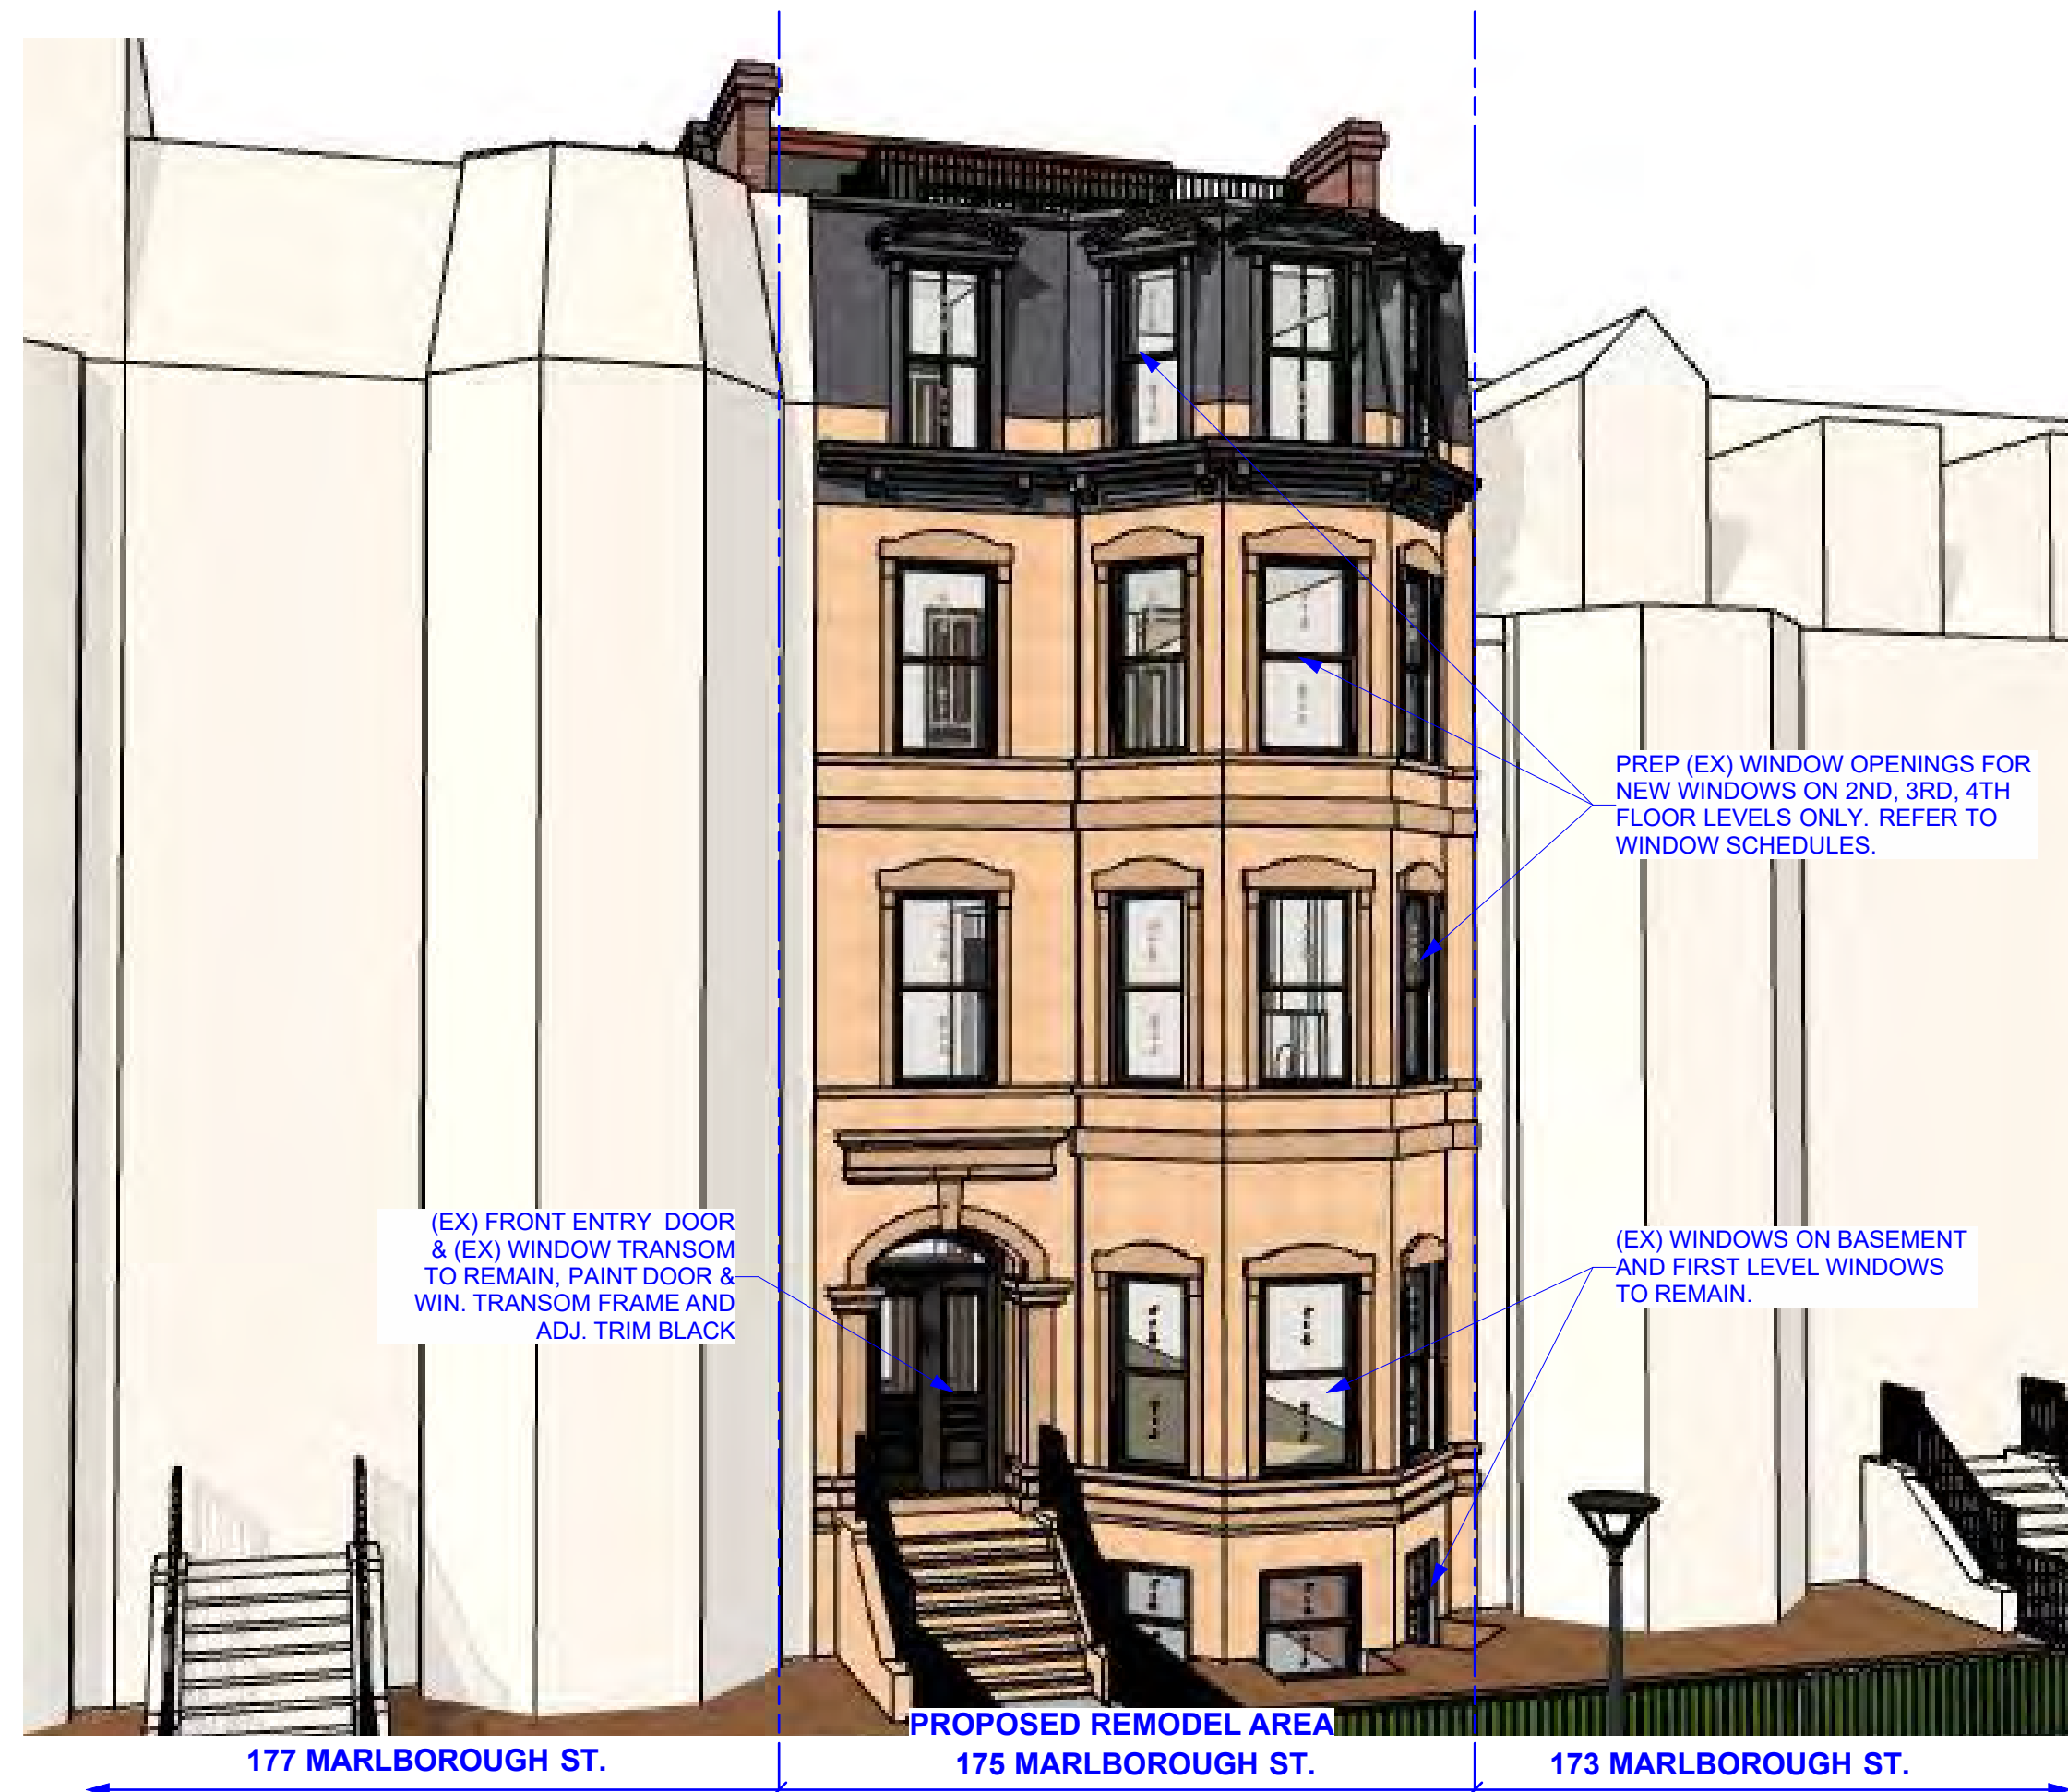 PREP (EX) WINDOW OPENINGS FOR
NEW WINDOWS ON 2ND, 3RD, 4TH
FLOOR LEVELS ONLY. REFER TO
WINDOW SCHEDULES.
(EX) FRONT ENTRY DOOR
& (EX) WINDOW TRANSOM
TO REMAIN, PAINT DOOR &
WIN. TRANSOM FRAME AND
ADJ. TRIM BLACK
(EX) WINDOWS ON BASEMENT
AND FIRST LEVEL WINDOWS
TO REMAIN.
PROPOSED REMODEL AREA
177 MARLBOROUGH ST.
175 MARLBOROUGH ST.
173 MARLBOROUGH ST.